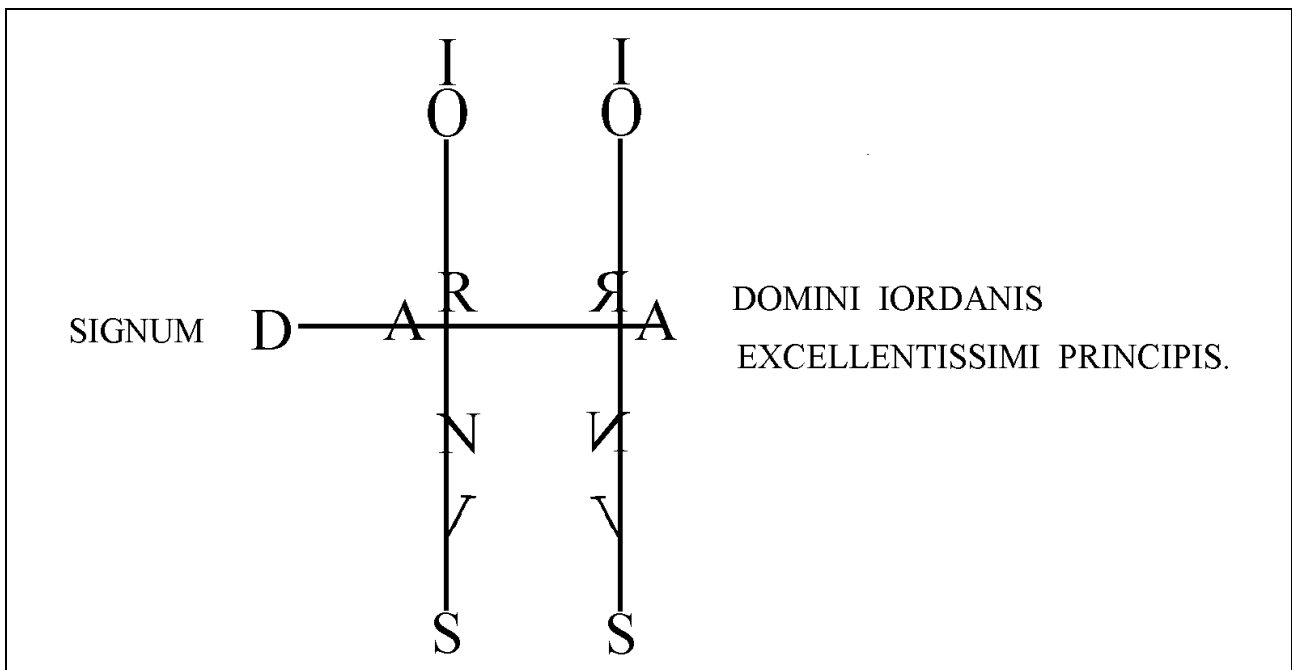 I I
O O
R R
SIGNUM D A A DOMINI IORDANIS
EXCELLENTISSIMI PRINCIPIS.
N N
V V
S S